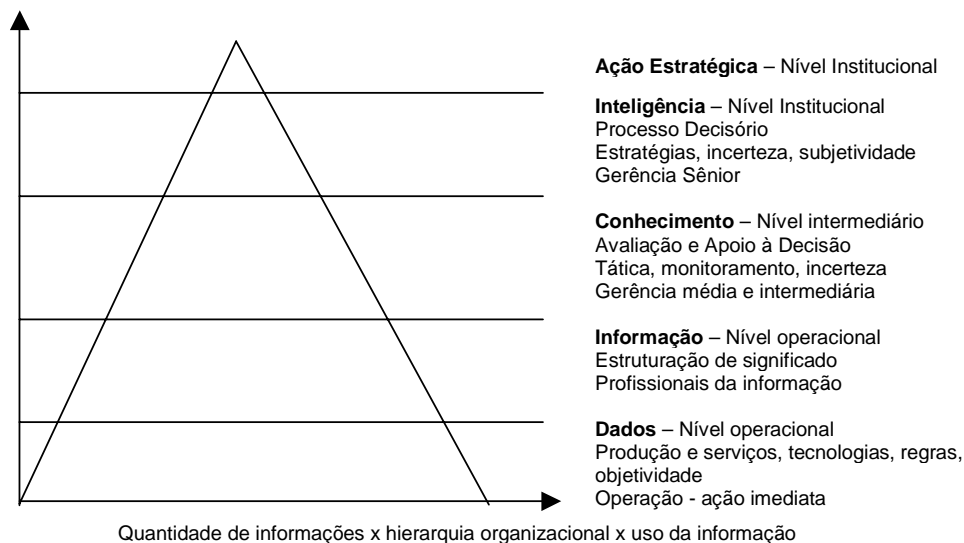 Ação Estratégica – Nível Institucional
Inteligência – Nível Institucional
Processo Decisório
Estratégias, incerteza, subjetividade
Gerência Sênior
Conhecimento – Nível intermediário
Avaliação e Apoio à Decisão
Tática, monitoramento, incerteza
Gerência média e intermediária
Informação – Nível operacional
Estruturação de significado
Profissionais da informação
Dados – Nível operacional
Produção e serviços, tecnologias, regras,
objetividade
Operação - ação imediata
Quantidade de informações x hierarquia organizacional x uso da informação